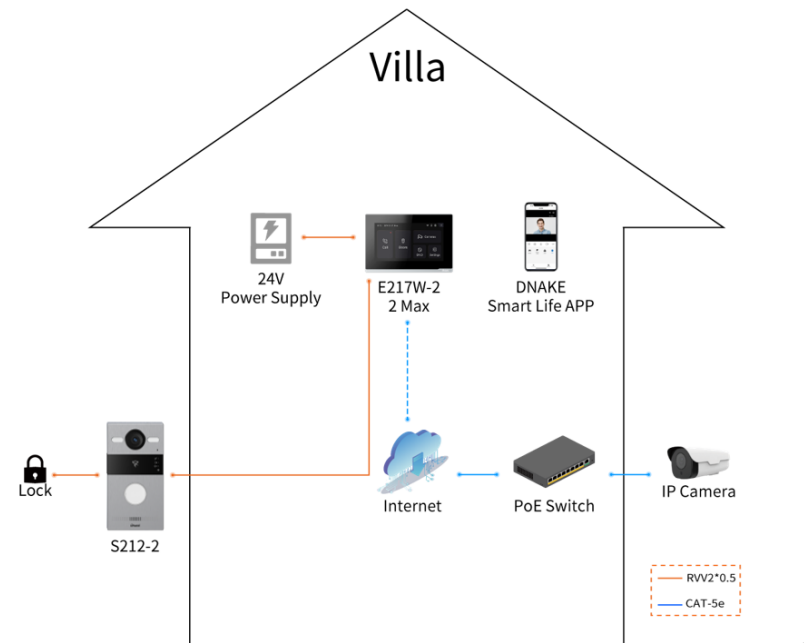 Villa
24V
Power Supply
E217W-2
2 Max
DNAKE
Smart Life APP
Lock
S212-2
Internet
PoE Switch
IP Camera
RVV2*0.5
CAT-5e